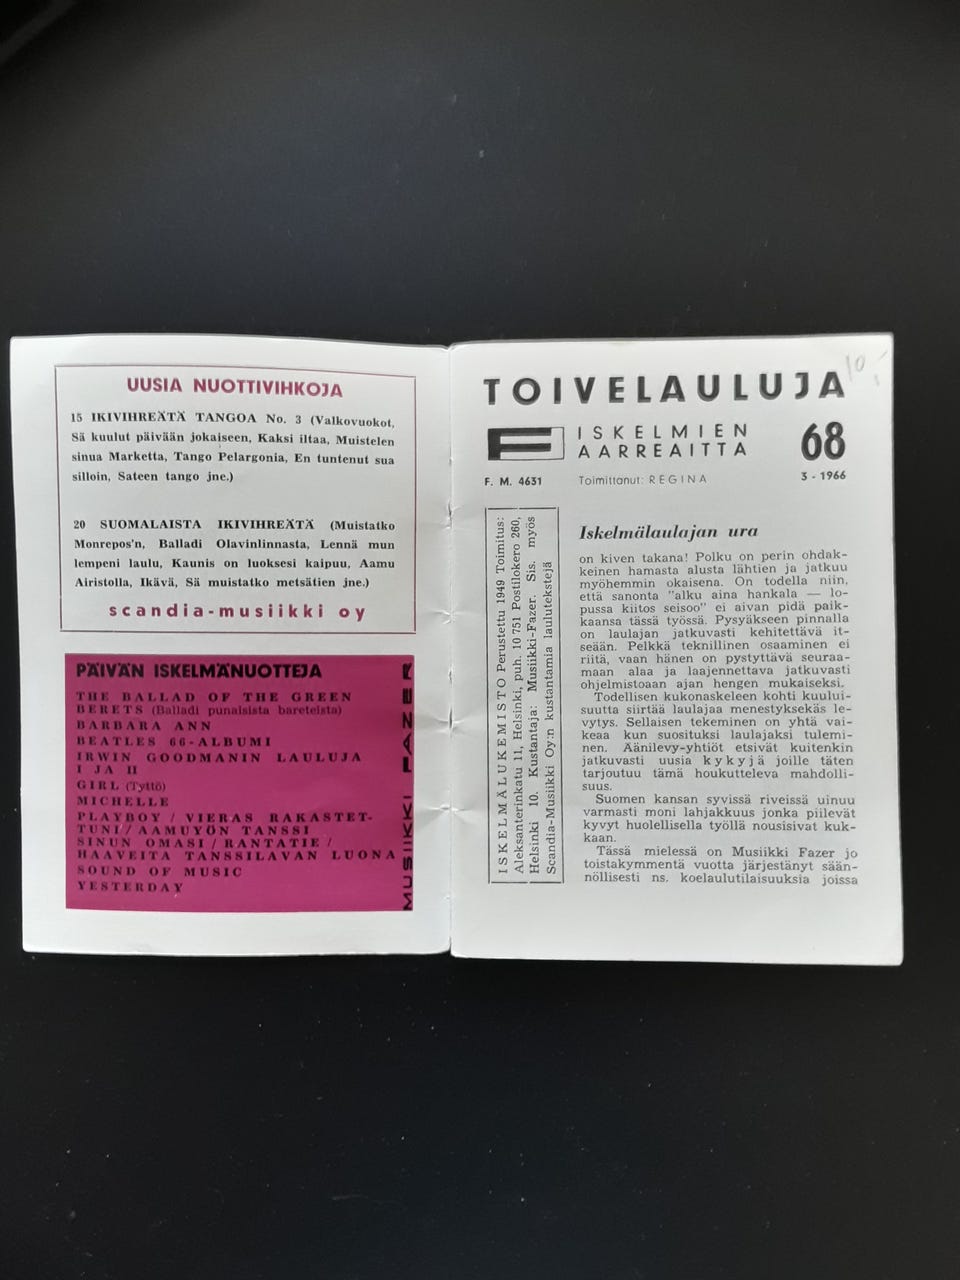 UUSIA NUOTTIVIHKOJA
15 IKIVIHREÄTÄ TANGOA No. 3 (Valkovuokot,
Sä kuulut päivään jokaiseen, Kaksi iltaa, Muistelen
sinua Marketta, Tango Pelargonia, En tuntenut sua
silloin, Sateen tango jne.)
20 SUOMALAISTA IKIVIHREÄTÄ (Muistatko
Monrepos'n, Balladi Olavinlinnasta, Lennä mun
lempeni laulu, Kaunis on luoksesi kaipuu, Aamu
Airistolla, Ikävä, Sä muistatko metsätien jne.)
scandia-musiikki oy
PÄIVÄN ISKELMÄNUOTTEJA
THE BALLAD OF THE GREEN
BERETS (Balladi punaisista bareteista)
BARBARA ANN
BEATLES 66-ALBUMI
IRWIN GOODMANIN LAULUJA
I JA II
GIRL (Tyttö)
MICHELLE
PLAYBOY / VIERAS RAKASTET-
TUNI / AAMUYÖN TANSSI
SINUN OMASI / RANTATIE /
HAAVEITA TANSSILAVAN LUONA
SOUND OF MUSIC
YESTERDAY
MUSIIKKI FAZER
TOIVELAULUJA
10
F
ISKELMIEN
AARREAITTA
68
F. M. 4631
Toimittanut: REGINA
3 - 1966
ISKELMÄLUKEMISTO Perustettu 1949 Toimitus:
Aleksanterinkatu 11, Helsinki, puh. 10 751 Postilokero 260,
Helsinki 10. Kustantaja: Musiikki-Fazer. Sis. myös
Scandia-Musiikki Oy:n kustantamia laulutekstejä
Iskelmälaulajan ura
on kiven takana! Polku on perin ohdak-
keinen hamasta alusta lähtien ja jatkuu
myöhemmin okaisena. On todella niin,
että sanonta "alku aina hankala — lo-
pussa kiitos seisoo" ei aivan pidä paik-
kaansa tässä työssä. Pysyäkseen pinnalla
on laulajan jatkuvasti kehitettävä it-
seään. Pelkkä teknillinen osaaminen ei
riitä, vaan hänen on pystyttävä seuraa-
maan alaa ja laajennettava jatkuvasti
ohjelmistoaan ajan hengen mukaiseksi.
Todellisen kukonaskeleen kohti kuului-
suutta siirtää laulajaa menestyksekäs le-
vytys. Sellaisen tekeminen on yhtä vai-
keaa kun suosituksi laulajaksi tulemi-
nen. Äänilevy-yhtiöt etsivät kuitenkin
jatkuvasti uusia kykyjä joille täten
tarjoutuu tämä houkutteleva mahdolli-
suus.
Suomen kansan syvissä riveissä uinuu
varmasti moni lahjakkuus jonka piilevät
kyvyt huolellisella työllä nousisivat kuk-
kaan.
Tässä mielessä on Musiikki Fazer jo
toistakymmentä vuotta järjestänyt sään-
nöllisesti ns. koelaulutilaisuuksia joissa